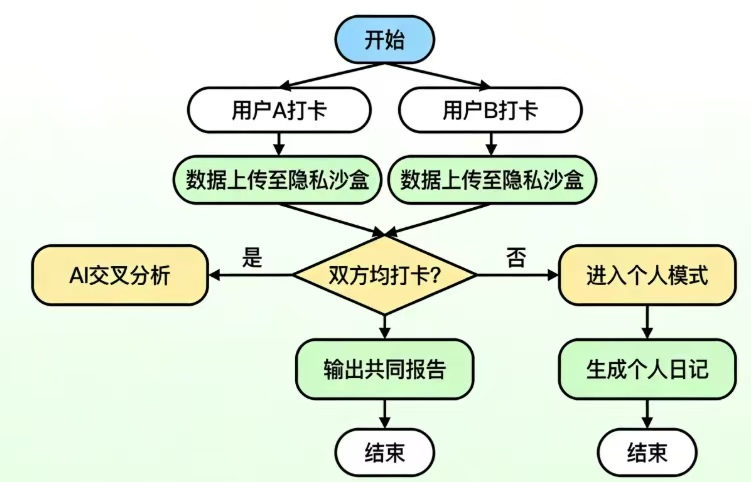 开始
用户A打卡
用户B打卡
数据上传至隐私沙盒
数据上传至隐私沙盒
是
否
AI交叉分析
双方均打卡?
进入个人模式
输出共同报告
生成个人日记
结束
结束